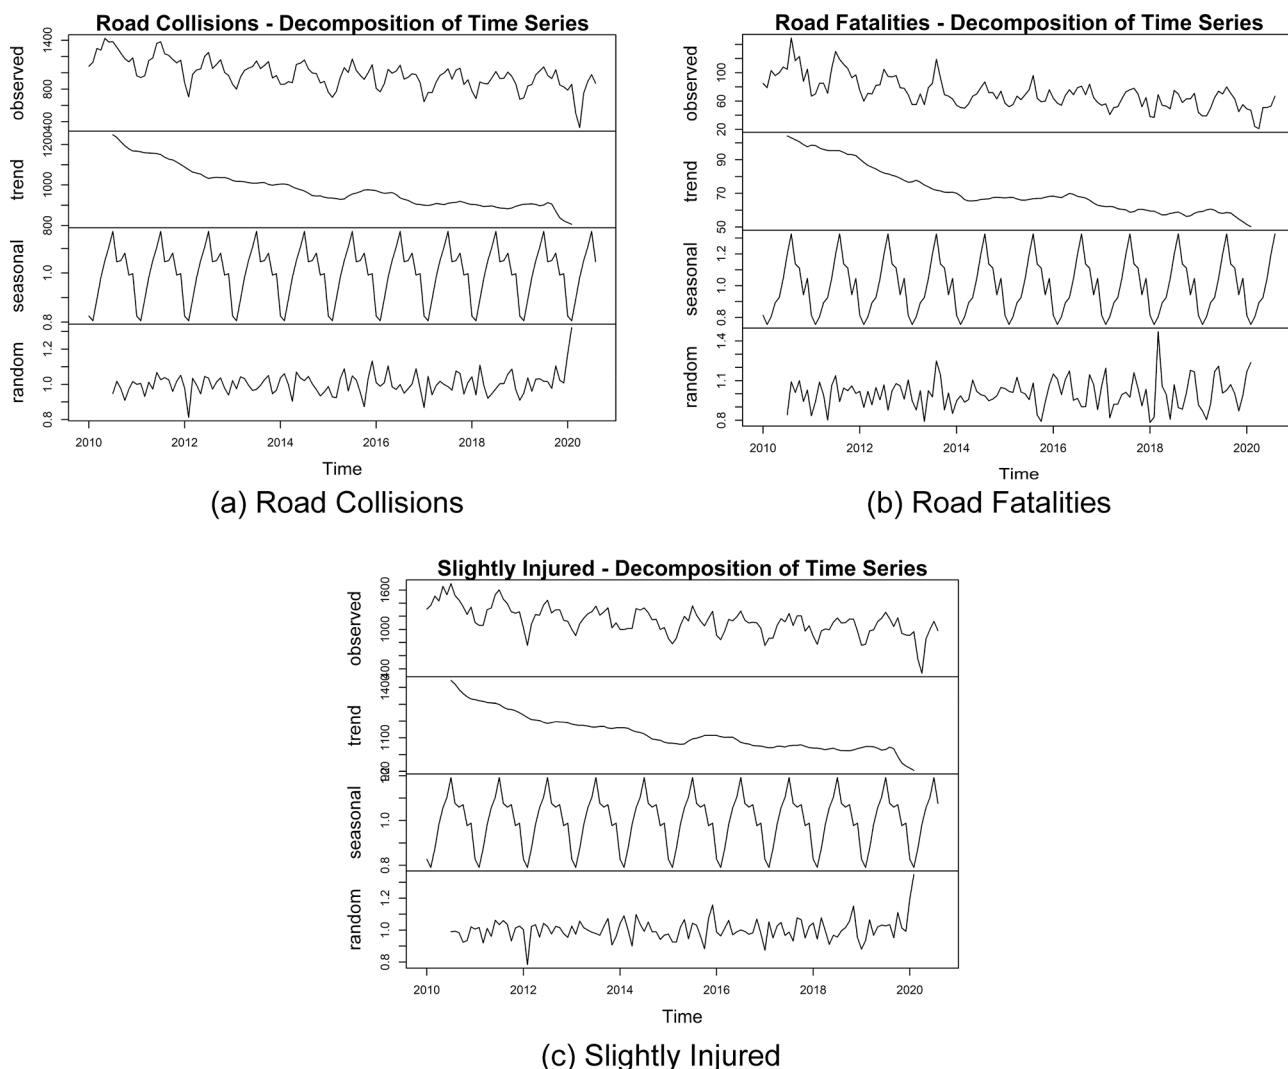 Road Collisions - Decomposition of Time Series
observed
1400
800
400
trend
1200
1000
800
seasonal
1.0
0.8
random
1.2
1.0
0.8
2010 2012 2014 2016 2018 2020
Time
(a) Road Collisions
Road Fatalities - Decomposition of Time Series
observed
100
60
20
trend
90
70
50
seasonal
1.2
1.0
0.8
random
1.4
1.1
0.8
2010 2012 2014 2016 2018 2020
Time
(b) Road Fatalities
Slightly Injured - Decomposition of Time Series
observed
1600
1000
400
trend
1400
1100
seasonal
1.0
0.8
random
1.2
1.0
0.8
2010 2012 2014 2016 2018 2020
Time
(c) Slightly Injured